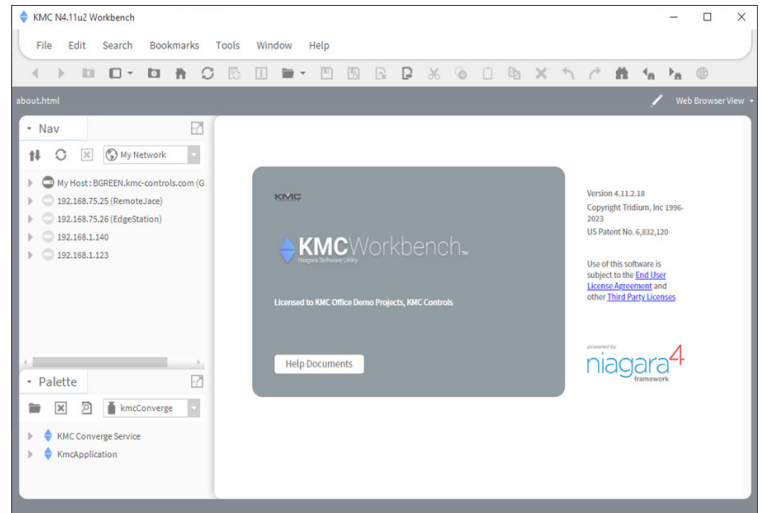 KMC N4.11u2 Workbench
File Edit Search Bookmarks Tools Window Help
about.html
Web Browser View
Nav
My Network
My Host : BGREEN.kmc-controls.com (G
192.168.75.25 (RemoteJace)
192.168.75.26 (EdgeStation)
192.168.1.140
192.168.1.123
Palette
kmcConverge
KMC Converge Service
KmcApplication
KMC
KMCWorkbench™
Niagara Software Utility
Licensed to KMC Office Demo Projects, KMC Controls
Help Documents
Version 4.11.2.18
Copyright Tridium, Inc 1996-
2023
US Patent No. 6,832,120
Use of this software is
subject to the End User
License Agreement and
other Third Party Licenses
powered by
niagara4
framework